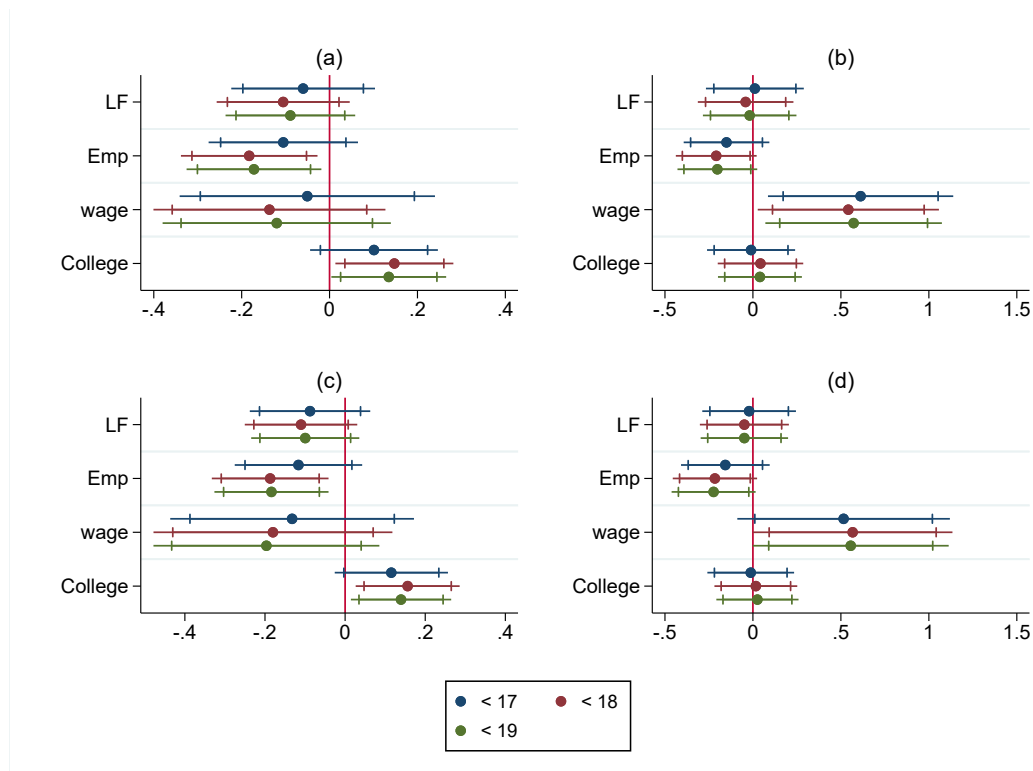 (a)
LF
Emp
wage
College
-.4 -.2 0 .2 .4
(b)
LF
Emp
wage
College
-.5 0 .5 1 1.5
(c)
LF
Emp
wage
College
-.4 -.2 0 .2 .4
(d)
LF
Emp
wage
College
-.5 0 .5 1 1.5
< 17 < 18
< 19